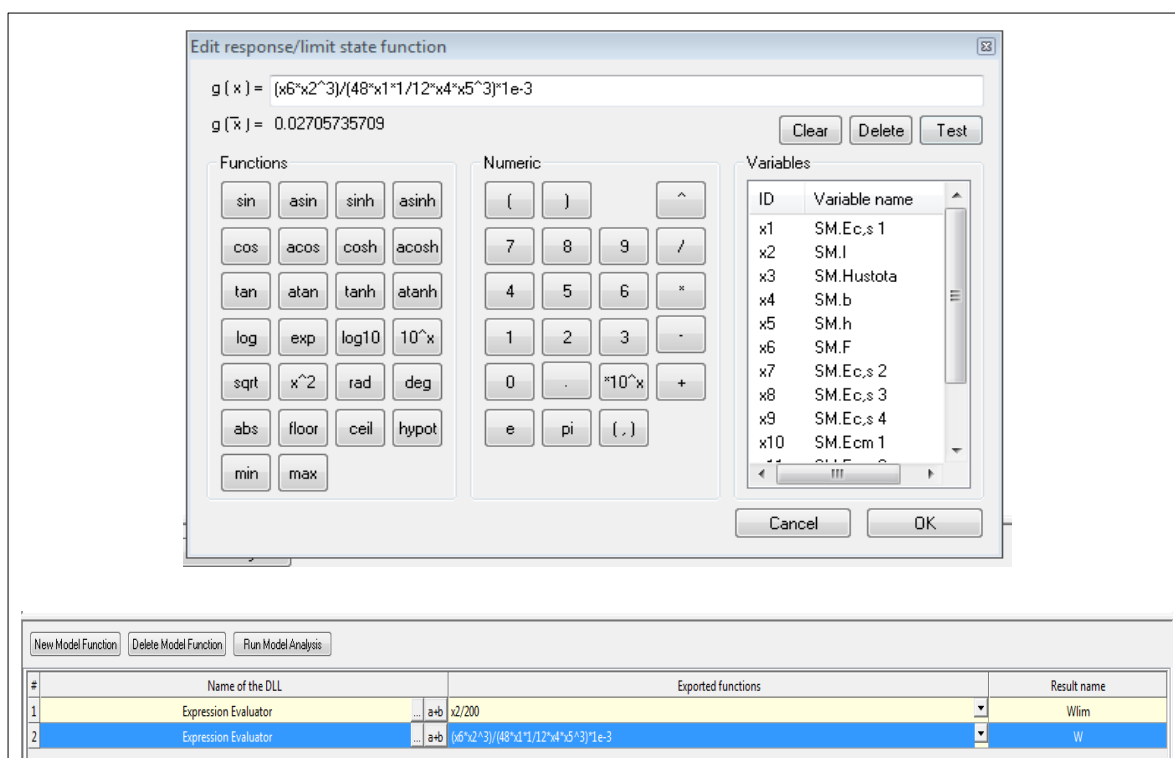 Edit response/limit state function
g ( x ) = (x6*x2^3)/(48*x1*1/12*x4*x5^3)*1e-3
g ( x̄ ) = 0.02705735709
Clear Delete Test
Functions Numeric Variables
sin asin sinh asinh ( ) ^ ID Variable name
x1 SM.Ec,s 1
cos acos cosh acosh 7 8 9 / x2 SM.l
x3 SM.Hustota
tan atan tanh atanh 4 5 6 * x4 SM.b
x5 SM.h
log exp log10 10^x 1 2 3 - x6 SM.F
x7 SM.Ec,s 2
sqrt x^2 rad deg 0 . *10^x + x8 SM.Ec,s 3
x9 SM.Ec,s 4
abs floor ceil hypot e pi ( , ) x10 SM.Ecm 1
min max
Cancel OK
New Model Function Delete Model Function Run Model Analysis
# Name of the DLL Exported functions Result name
1 Expression Evaluator ... a+b x2/200 Wlim
2 Expression Evaluator ... a+b (x6*x2^3)/(48*x1*1/12*x4*x5^3)*1e-3 W